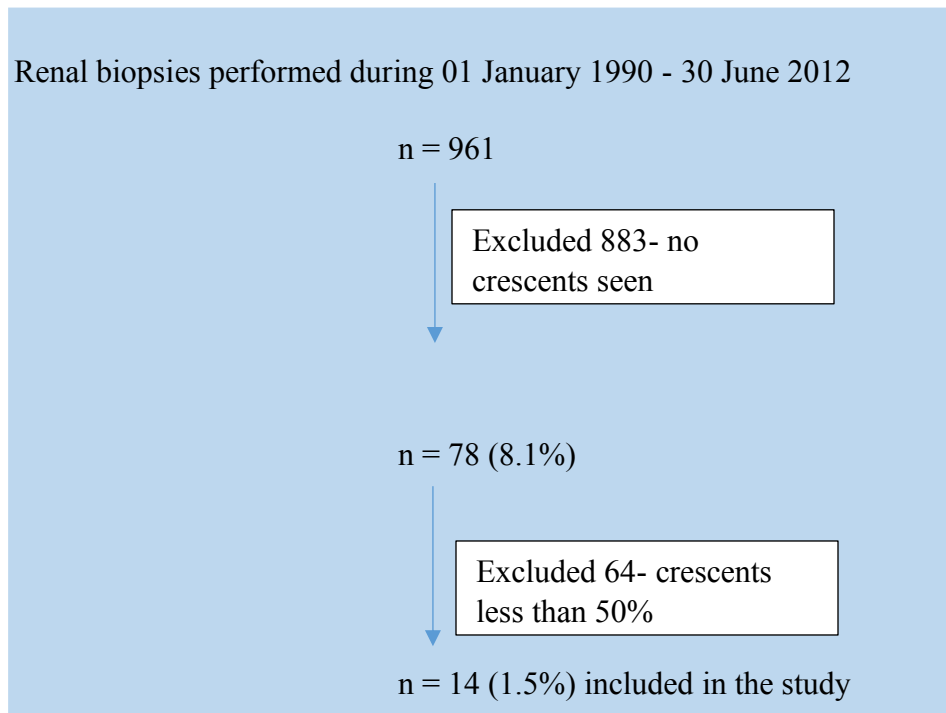 Renal biopsies performed during 01 January 1990 - 30 June 2012
n = 961
Excluded 883- no
crescents seen
n = 78 (8.1%)
Excluded 64- crescents
less than 50%
n = 14 (1.5%) included in the study